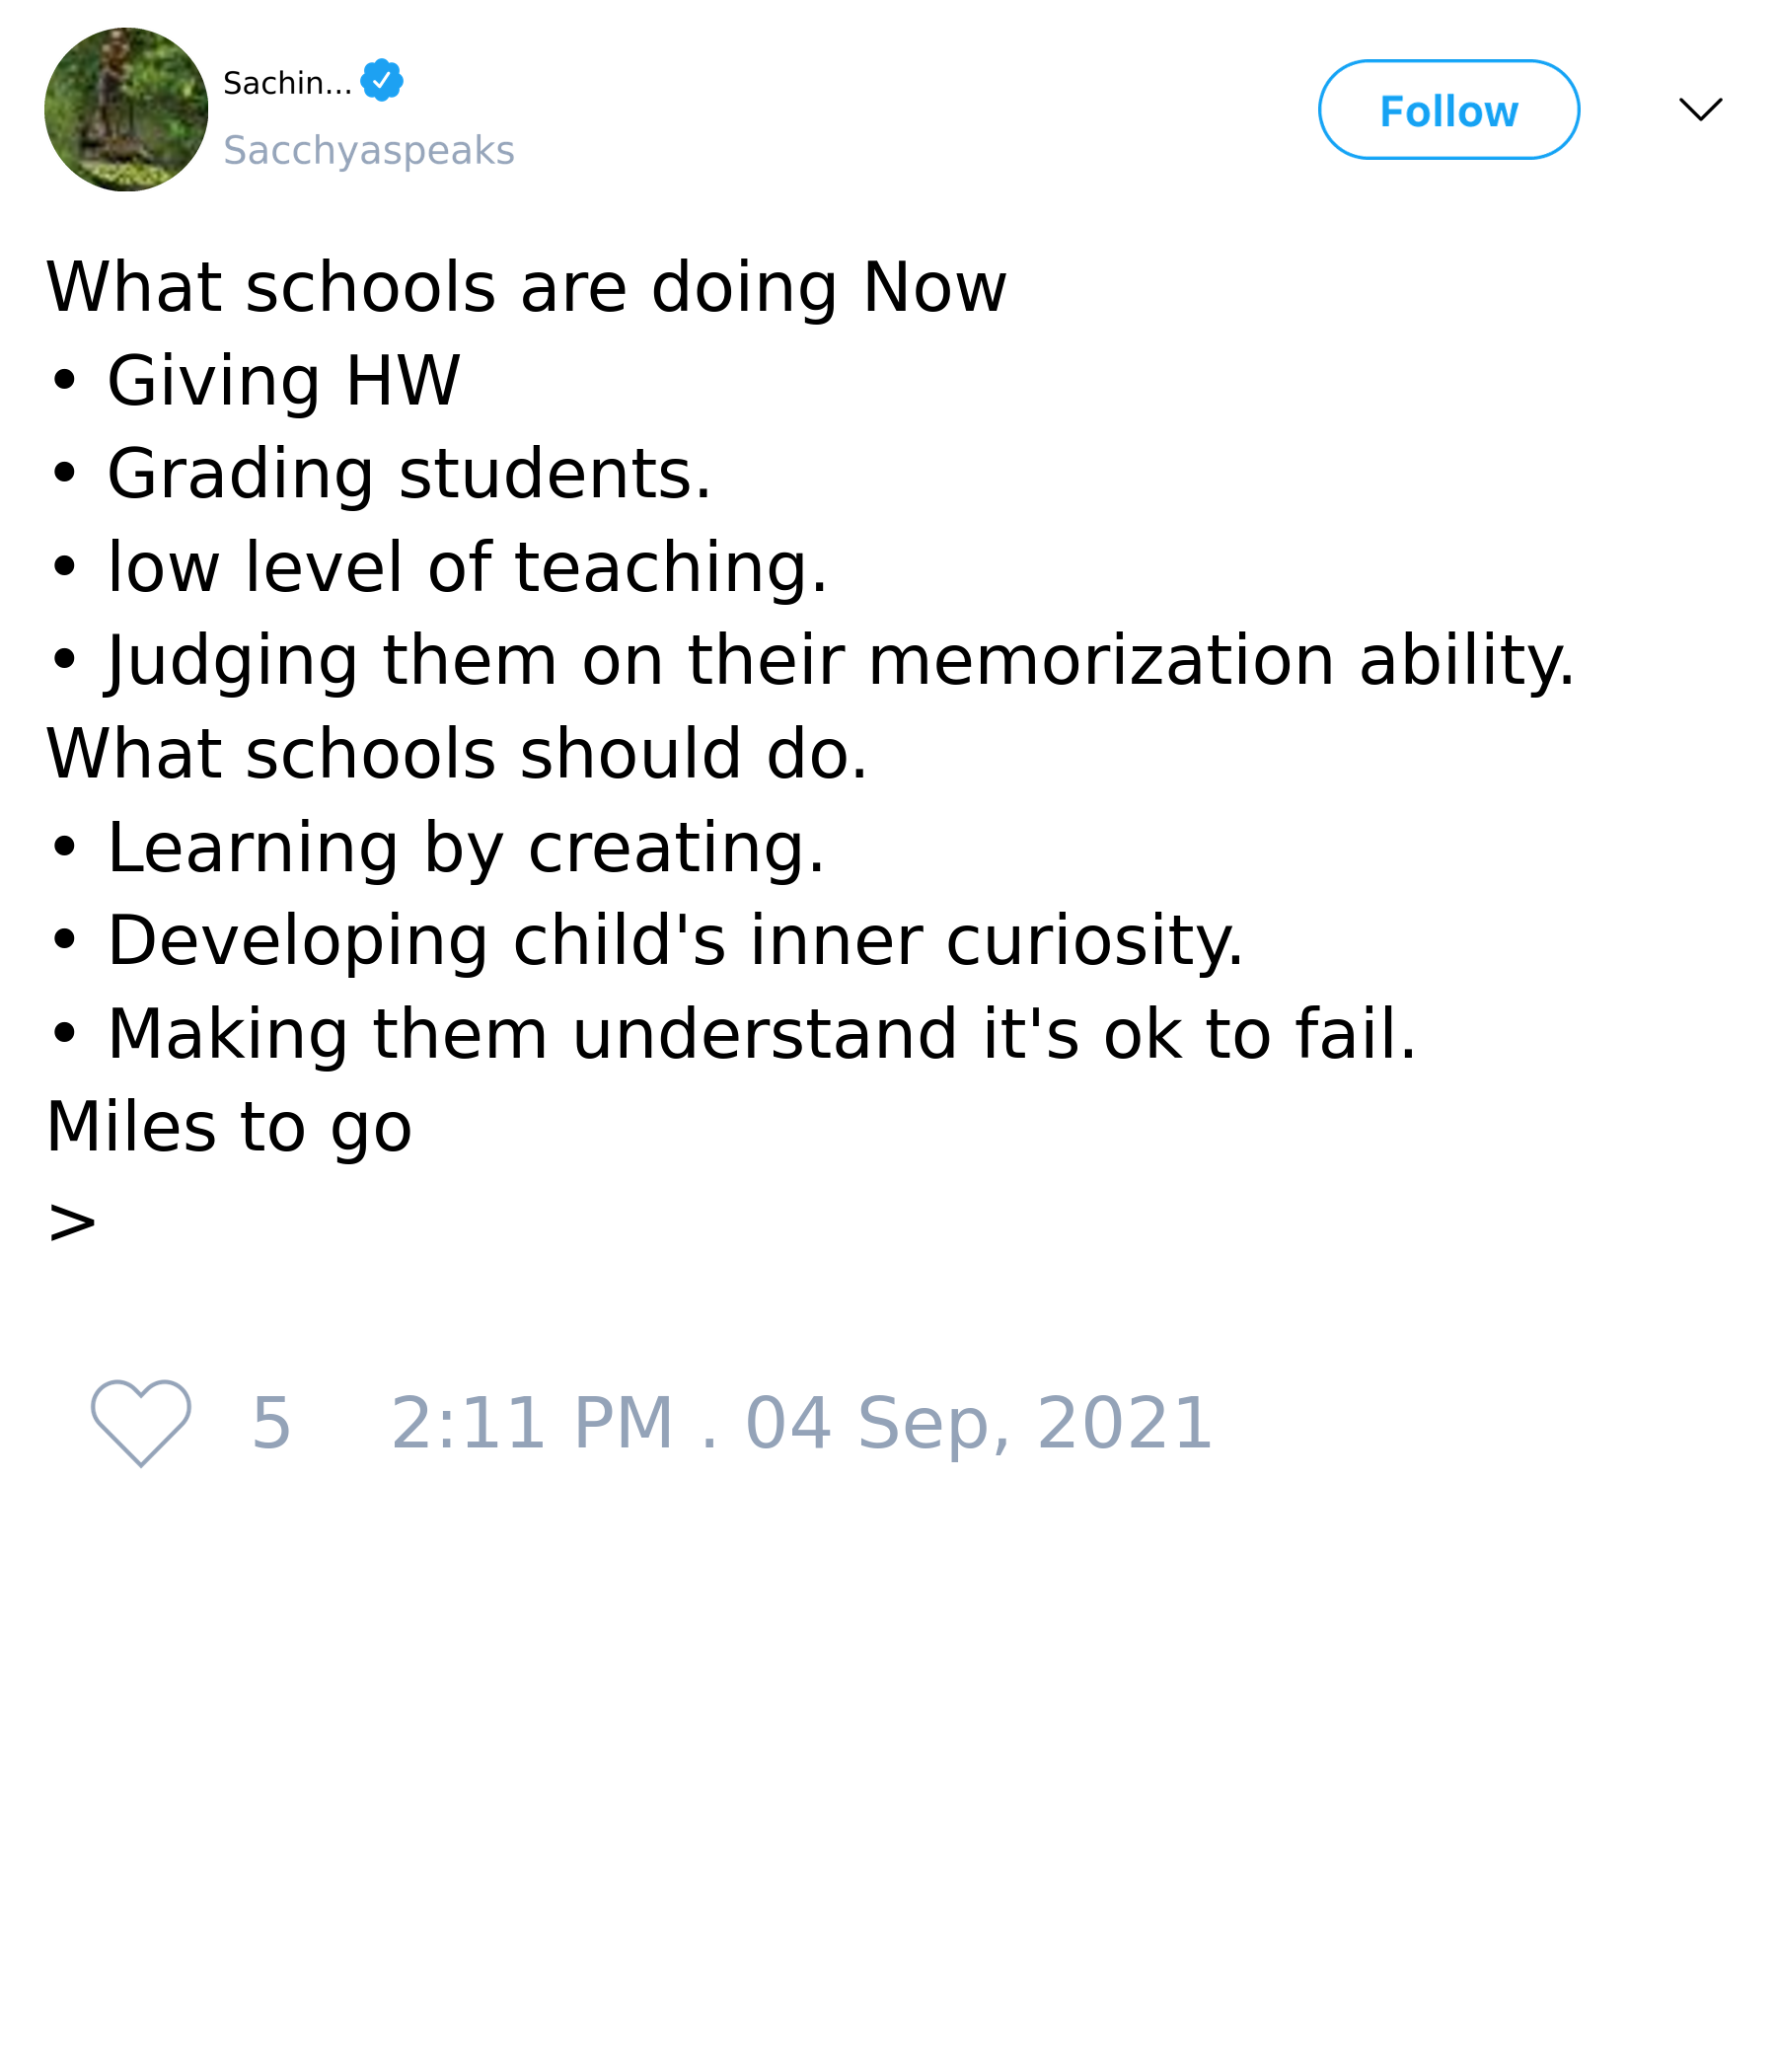 Sachin...
Sacchyaspeaks
Follow
What schools are doing Now
• Giving HW
• Grading students.
• low level of teaching.
• Judging them on their memorization ability.
What schools should do.
• Learning by creating.
• Developing child's inner curiosity.
• Making them understand it's ok to fail.
Miles to go
>
5 2:11 PM . 04 Sep, 2021